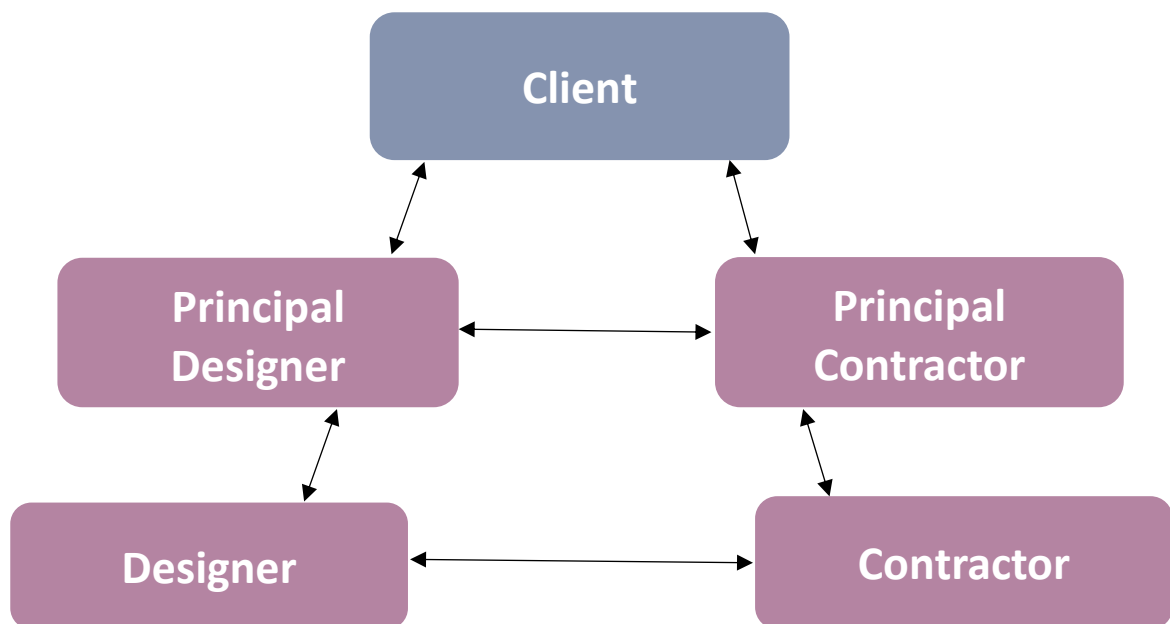 Client
Principal
Designer
Principal
Contractor
Designer
Contractor